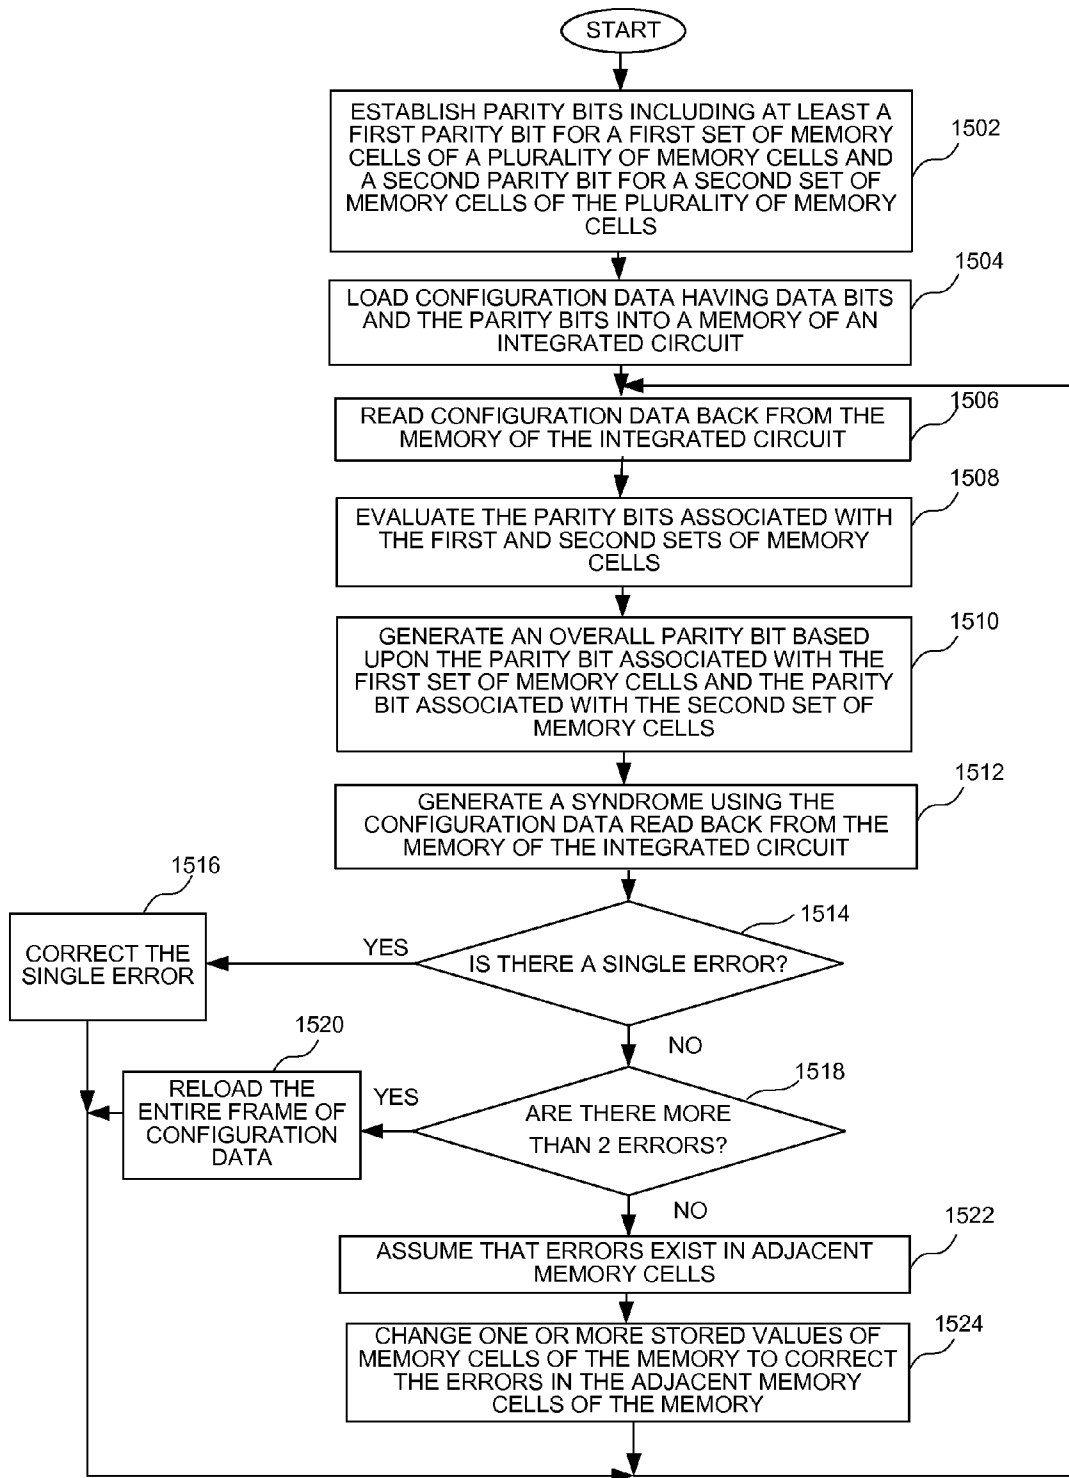 START
ESTABLISH PARITY BITS INCLUDING AT LEAST A
FIRST PARITY BIT FOR A FIRST SET OF MEMORY
CELLS OF A PLURALITY OF MEMORY CELLS AND
A SECOND PARITY BIT FOR A SECOND SET OF
MEMORY CELLS OF THE PLURALITY OF MEMORY
CELLS
1502
LOAD CONFIGURATION DATA HAVING DATA BITS
AND THE PARITY BITS INTO A MEMORY OF AN
INTEGRATED CIRCUIT
1504
READ CONFIGURATION DATA BACK FROM THE
MEMORY OF THE INTEGRATED CIRCUIT
1506
EVALUATE THE PARITY BITS ASSOCIATED WITH
THE FIRST AND SECOND SETS OF MEMORY
CELLS
1508
GENERATE AN OVERALL PARITY BIT BASED
UPON THE PARITY BIT ASSOCIATED WITH THE
FIRST SET OF MEMORY CELLS AND THE PARITY
BIT ASSOCIATED WITH THE SECOND SET OF
MEMORY CELLS
1510
GENERATE A SYNDROME USING THE
CONFIGURATION DATA READ BACK FROM THE
MEMORY OF THE INTEGRATED CIRCUIT
1512
IS THERE A SINGLE ERROR?
1514
YES
CORRECT THE
SINGLE ERROR
1516
NO
ARE THERE MORE
THAN 2 ERRORS?
1518
YES
RELOAD THE
ENTIRE FRAME OF
CONFIGURATION
DATA
1520
NO
ASSUME THAT ERRORS EXIST IN ADJACENT
MEMORY CELLS
1522
CHANGE ONE OR MORE STORED VALUES OF
MEMORY CELLS OF THE MEMORY TO CORRECT
THE ERRORS IN THE ADJACENT MEMORY
CELLS OF THE MEMORY
1524